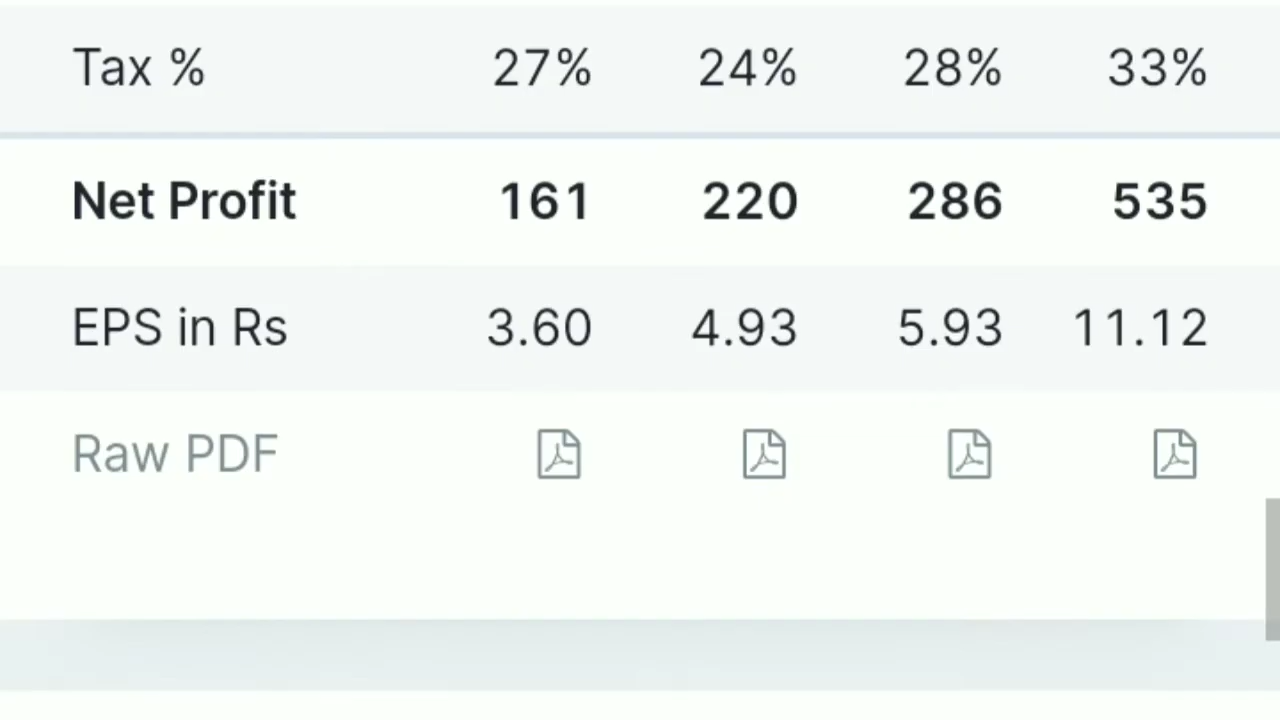 Tax % 27% 24% 28% 33%
Net Profit 161 220 286 535
EPS in Rs 3.60 4.93 5.93 11.12
Raw PDF